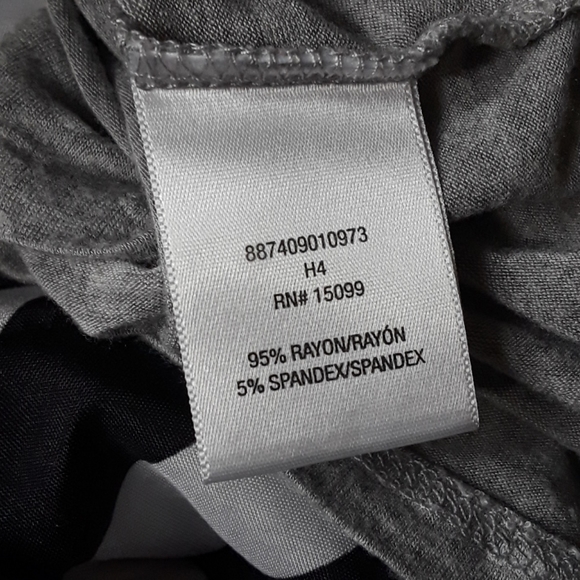 887409010973
H4
RN# 15099
95% RAYON/RAYÓN
5% SPANDEX/SPANDEX